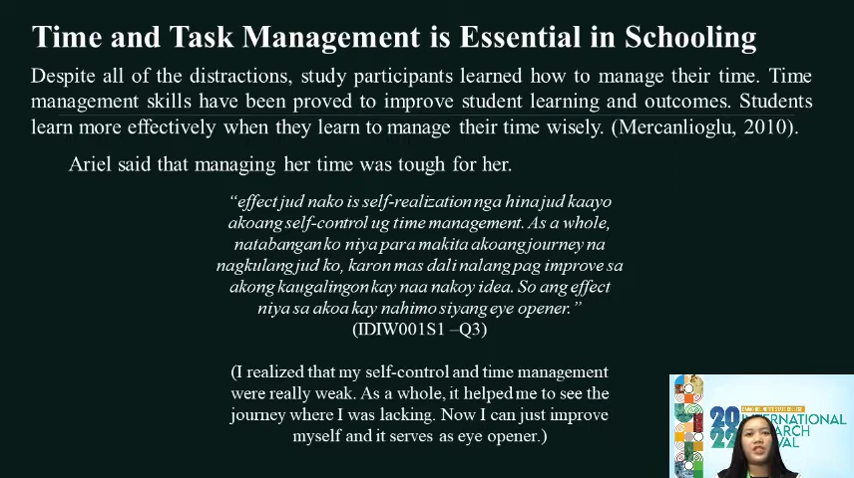 Time and Task Management is Essential in Schooling
Despite all of the distractions, study participants learned how to manage their time. Time
management skills have been proved to improve student learning and outcomes. Students
learn more effectively when they learn to manage their time wisely. (Mercanlioglu, 2010).
Ariel said that managing her time was tough for her.
“effect jud nako is self-realization nga hina jud kaayo
akoang self-control ug time management. As a whole,
natabangan ko niya para makita akoang journey na
nagkulang jud ko, karon mas dali nalang pag improve sa
akong kaugalingon kay naa nakoy idea. So ang effect
niya sa akoa kay nahimo siyang eye opener.”
(IDIW001S1 –Q3)
(I realized that my self-control and time management
were really weak. As a whole, it helped me to see the
journey where I was lacking. Now I can just improve
myself and it serves as eye opener.)
2022
INTERNATIONAL